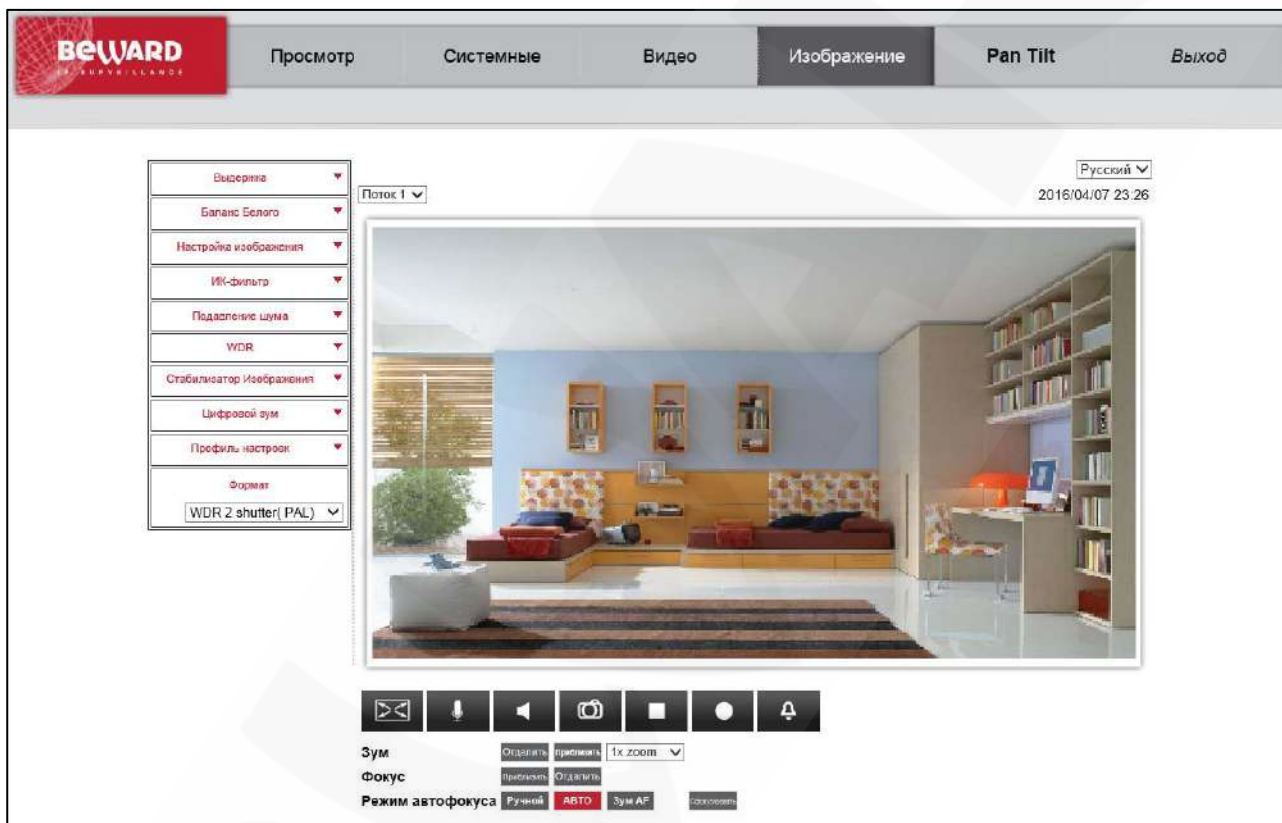 BEWARD
IP SURVEILLANCE
Просмотр
Системные
Видео
Изображение
Pan Tilt
Выход
Выдержка
Баланс Белого
Настройка изображения
ИК-фильтр
Подавление шума
WDR
Стабилизатор Изображения
Цифровой зум
Профиль настроек
Формат
WDR 2 shutter( PAL)
Поток 1
Русский
2016/04/07 23:26
Зум Отдалить Приблизить 1x zoom
Фокус Приблизить Отдалить
Режим автофокуса Ручной АВТО Зум AF